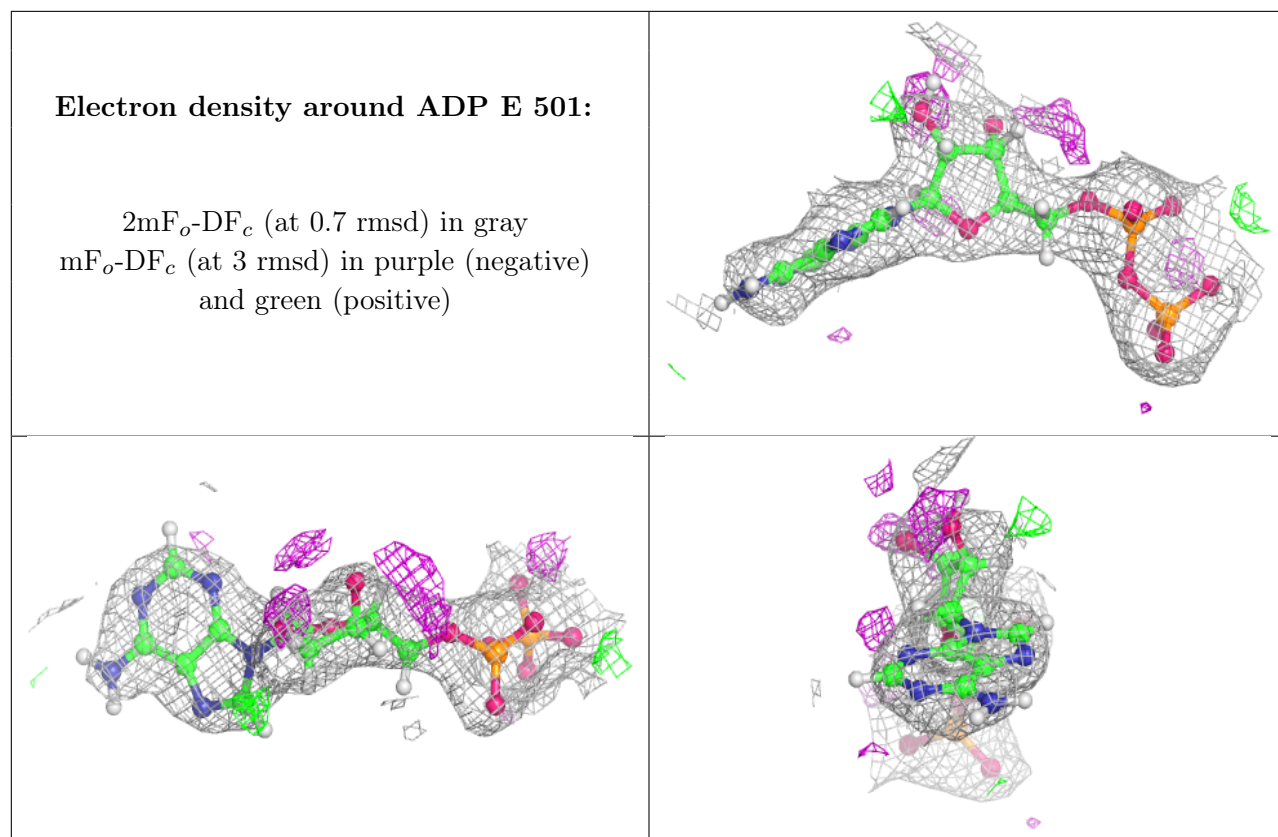 Electron density around ADP E 501:
2mFₒ-DF𝒸 (at 0.7 rmsd) in gray
mFₒ-DF𝒸 (at 3 rmsd) in purple (negative)
and green (positive)